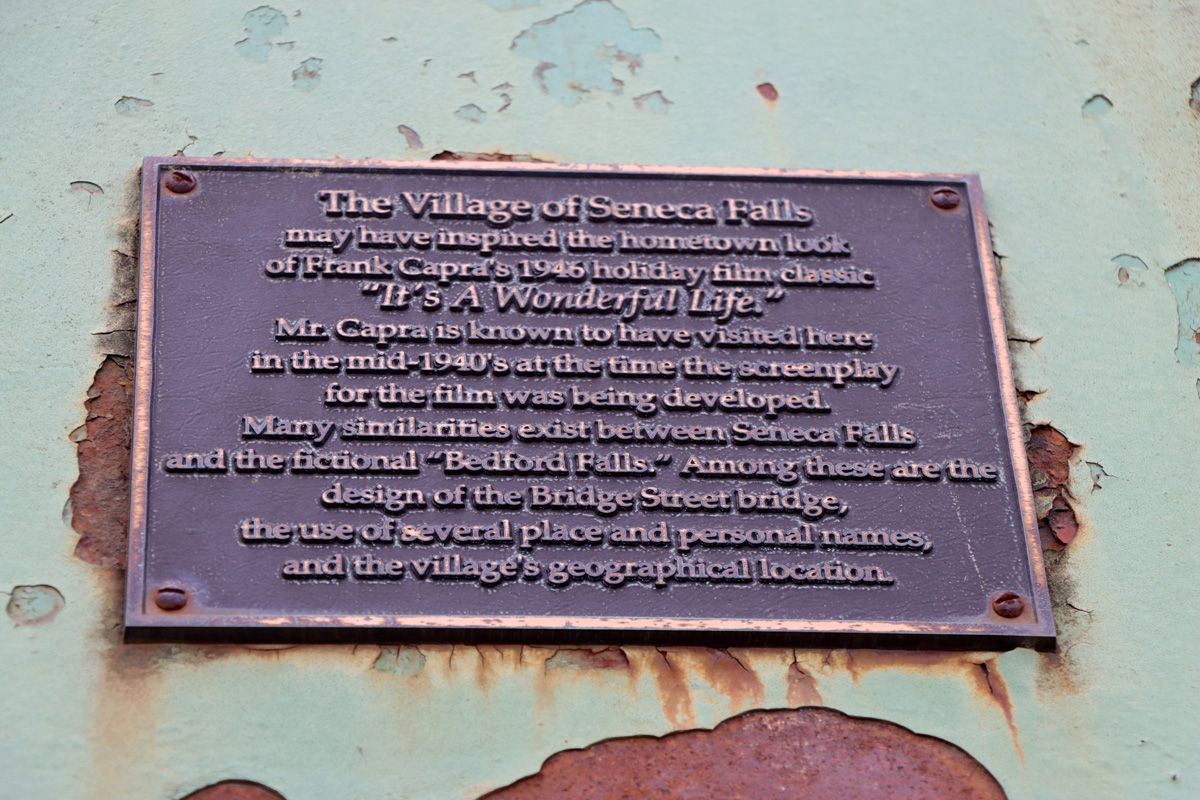 The Village of Seneca Falls
may have inspired the hometown look
of Frank Capra's 1946 holiday film classic
"It's A Wonderful Life."
Mr. Capra is known to have visited here
in the mid-1940's at the time the screenplay
for the film was being developed.
Many similarities exist between Seneca Falls
and the fictional "Bedford Falls." Among these are the
design of the Bridge Street bridge,
the use of several place and personal names,
and the village's geographical location.